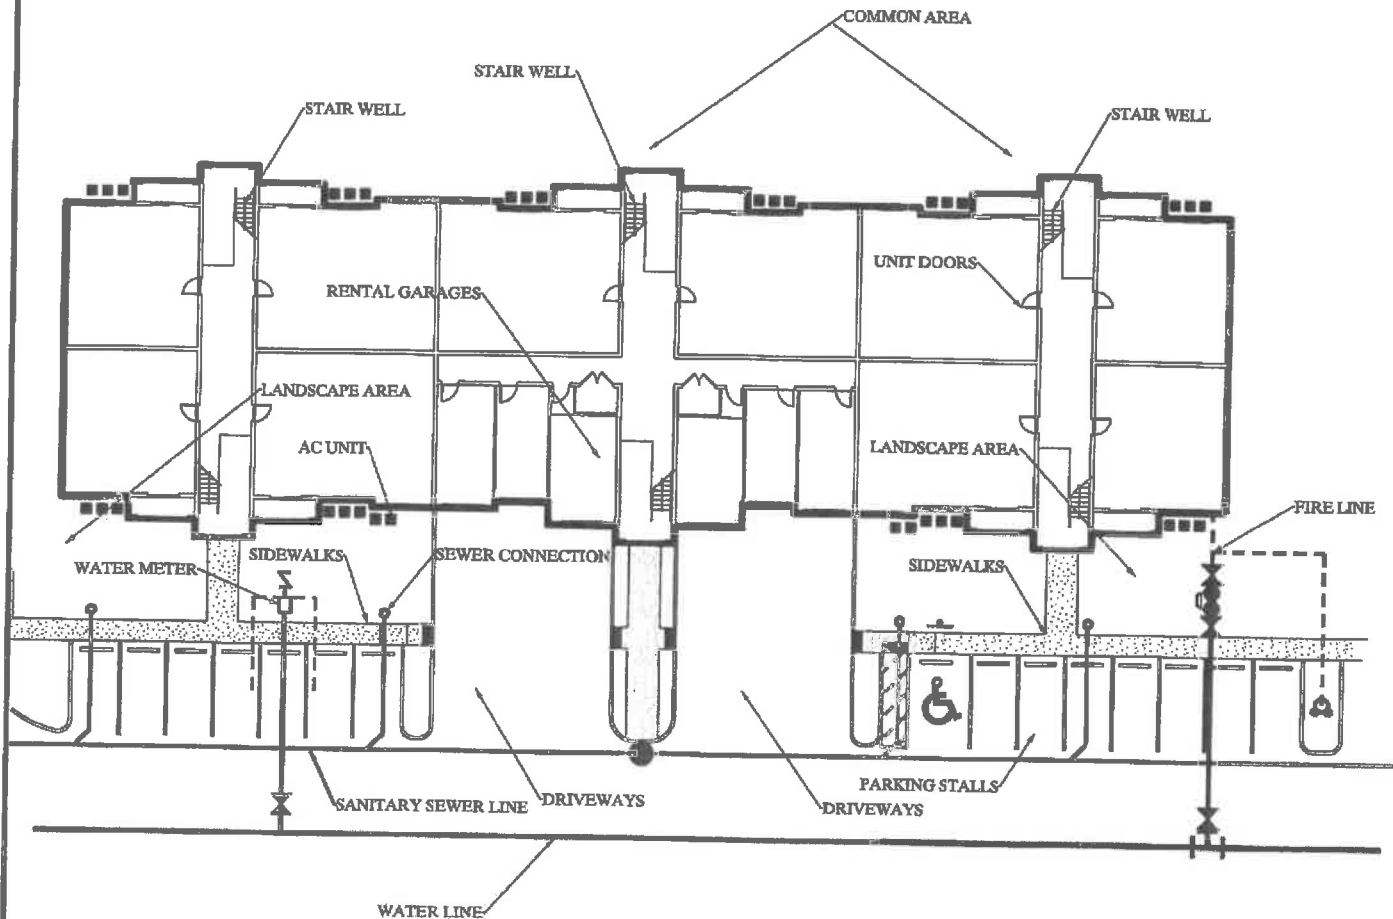 COMMON AREA
STAIR WELL
STAIR WELL
STAIR WELL
UNIT DOORS
RENTAL GARAGES
LANDSCAPE AREA
AC UNIT
LANDSCAPE AREA
FIRE LINE
SIDEWALKS
SEWER CONNECTION
WATER METER
SIDEWALKS
PARKING STALLS
SANITARY SEWER LINE
DRIVEWAYS
DRIVEWAYS
WATER LINE